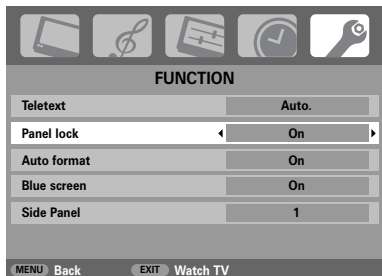 FUNCTION
Teletext Auto.
Panel lock On
Auto format On
Blue screen On
Side Panel 1
MENU Back EXIT Watch TV